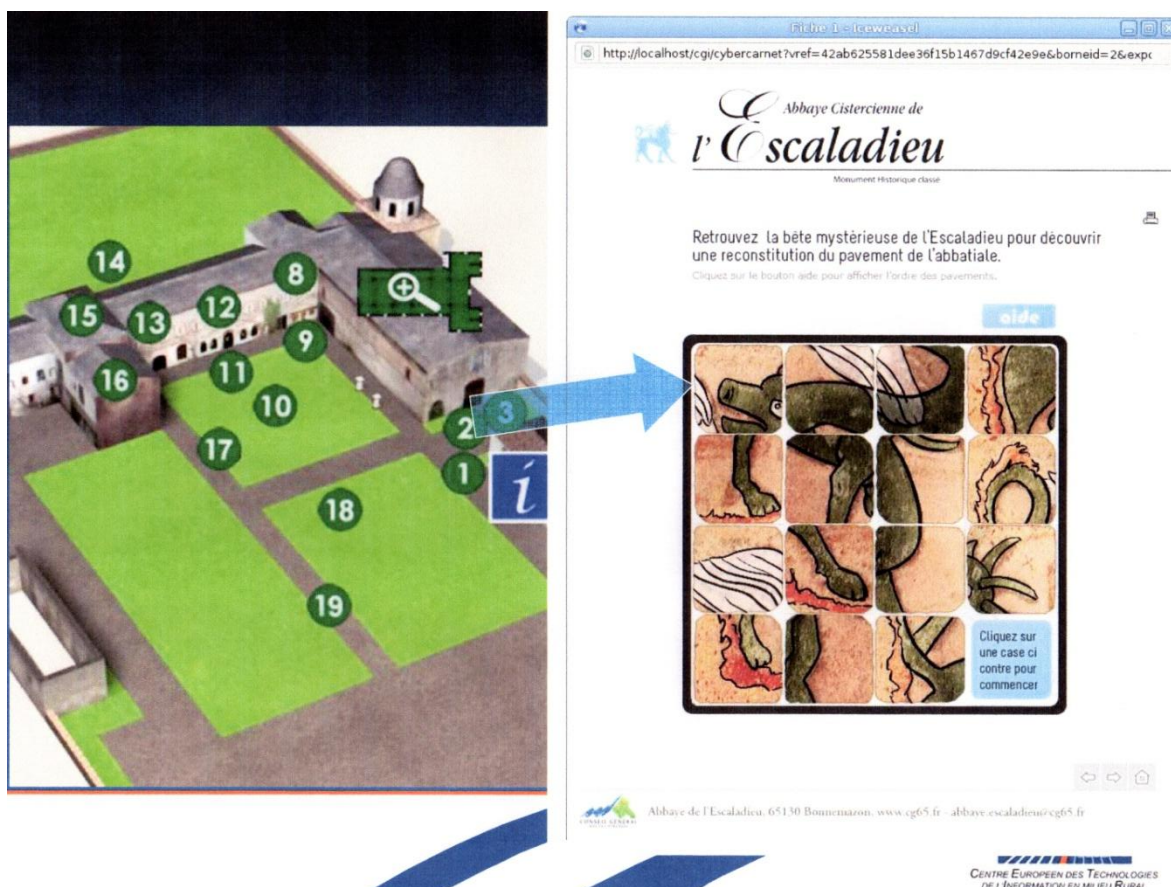 8
14
12
15
13
9
16
11
10
2
3
17
1
i
18
19
Fiche 1 - Iceweasel
http://localhost/cgi/cybercarnet?vref=42ab625581dee36f15b1467d9cf42e9e&borneid=2&expc
Abbaye Cistercienne de
l'Escaladieu
Monument Historique classé
Retrouvez la bête mystérieuse de l'Escaladieu pour découvrir
une reconstitution du pavement de l'abbatiale.
Cliquez sur le bouton aide pour afficher l'ordre des pavements.
aide
Cliquez sur
une case ci
contre pour
commencer
CONSEIL GENERAL
Abbaye de l'Escaladieu, 65130 Bonnemazon, www.cg65.fr - abbaye.escaladieu@cg65.fr
CENTRE EUROPÉEN DES TECHNOLOGIES
DE L'INFORMATION EN MILIEU RURAL